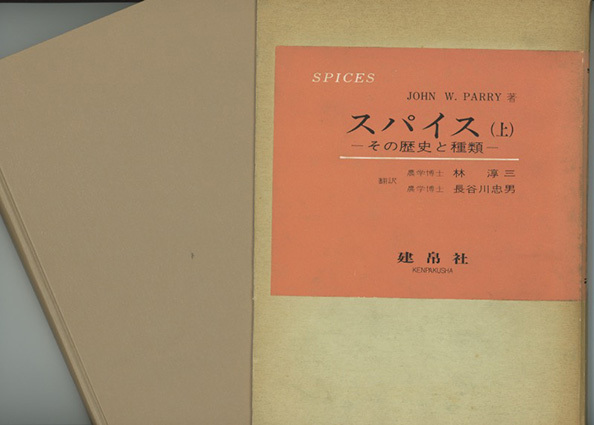 SPICES
JOHN W. PARRY 著
スパイス(上)
—その歴史と種類—
翻訳 農学博士 林 淳三
農学博士 長谷川忠男
建帛社
KENPAKUSHA